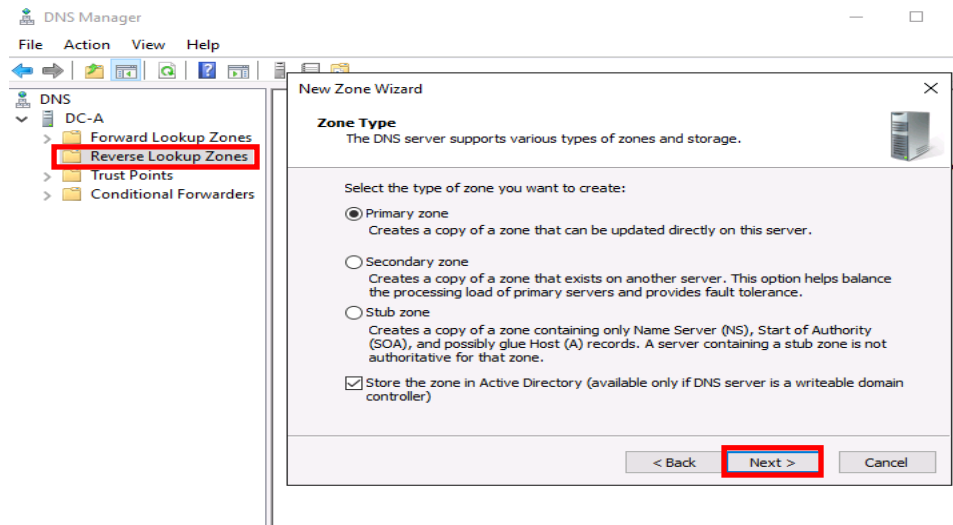 DNS Manager
File Action View Help
DNS
DC-A
Forward Lookup Zones
Reverse Lookup Zones
Trust Points
Conditional Forwarders
New Zone Wizard
Zone Type
The DNS server supports various types of zones and storage.
Select the type of zone you want to create:
Primary zone
Creates a copy of a zone that can be updated directly on this server.
Secondary zone
Creates a copy of a zone that exists on another server. This option helps balance
the processing load of primary servers and provides fault tolerance.
Stub zone
Creates a copy of a zone containing only Name Server (NS), Start of Authority
(SOA), and possibly glue Host (A) records. A server containing a stub zone is not
authoritative for that zone.
Store the zone in Active Directory (available only if DNS server is a writeable domain
controller)
< Back Next > Cancel